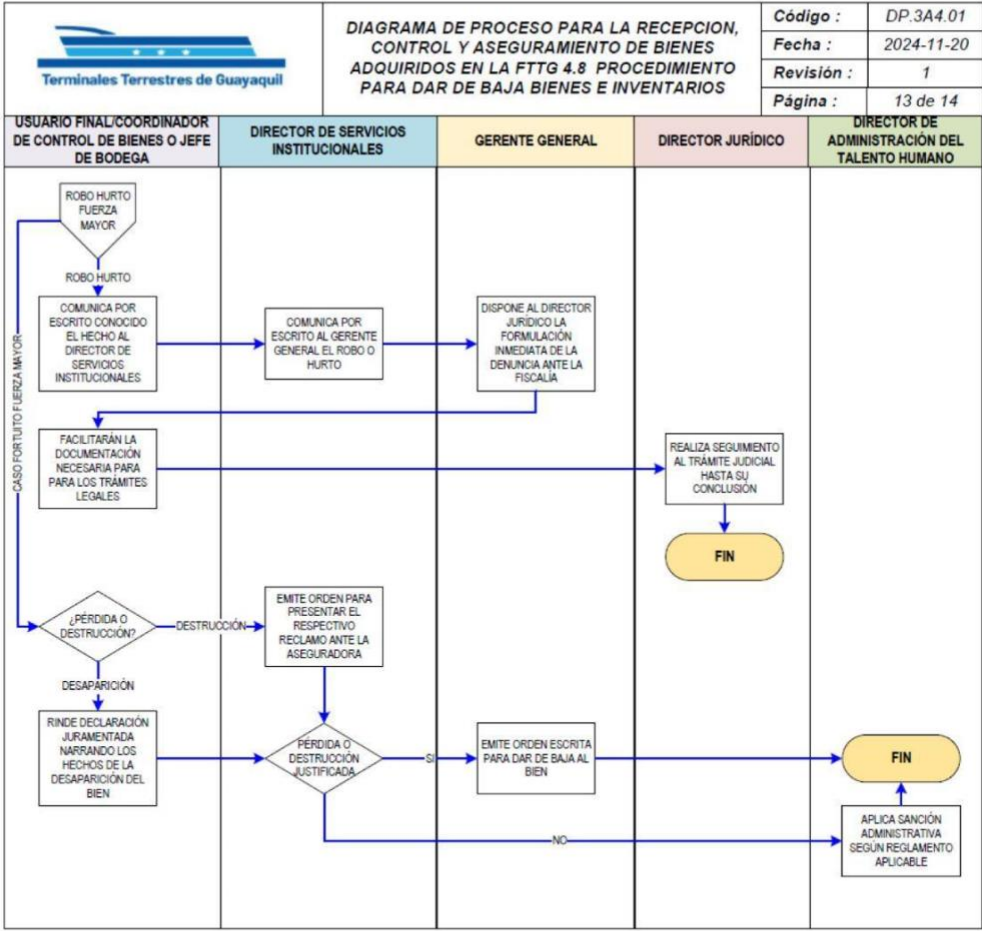 Terminales Terrestres de Guayaquil
DIAGRAMA DE PROCESO PARA LA RECEPCION,
CONTROL Y ASEGURAMIENTO DE BIENES
ADQUIRIDOS EN LA FTTG 4.8 PROCEDIMIENTO
PARA DAR DE BAJA BIENES E INVENTARIOS
Código : DP.3A4.01
Fecha : 2024-11-20
Revisión : 1
Página : 13 de 14
USUARIO FINAL/COORDINADOR
DE CONTROL DE BIENES O JEFE
DE BODEGA
DIRECTOR DE SERVICIOS
INSTITUCIONALES
GERENTE GENERAL
DIRECTOR JURÍDICO
DIRECTOR DE
ADMINISTRACIÓN DEL
TALENTO HUMANO
ROBO HURTO
FUERZA
MAYOR
ROBO HURTO
CASO FORTUITO FUERZA MAYOR
COMUNICA POR
ESCRITO CONOCIDO
EL HECHO AL
DIRECTOR DE
SERVICIOS
INSTITUCIONALES
COMUNICA POR
ESCRITO AL GERENTE
GENERAL EL ROBO O
HURTO
DISPONE AL DIRECTOR
JURÍDICO LA
FORMULACIÓN
INMEDIATA DE LA
DENUNCIA ANTE LA
FISCALÍA
FACILITARÁN LA
DOCUMENTACIÓN
NECESARIA PARA
PARA LOS TRÁMITES
LEGALES
REALIZA SEGUIMIENTO
AL TRÁMITE JUDICIAL
HASTA SU
CONCLUSIÓN
FIN
¿PÉRDIDA O
DESTRUCCIÓN?
DESTRUCCIÓN
EMITE ORDEN PARA
PRESENTAR EL
RESPECTIVO
RECLAMO ANTE LA
ASEGURADORA
DESAPARICIÓN
RINDE DECLARACIÓN
JURAMENTADA
NARRANDO LOS
HECHOS DE LA
DESAPARICIÓN DEL
BIEN
PÉRDIDA O
DESTRUCCIÓN
JUSTIFICADA
SI
EMITE ORDEN ESCRITA
PARA DAR DE BAJA AL
BIEN
FIN
NO
APLICA SANCIÓN
ADMINISTRATIVA
SEGÚN REGLAMENTO
APLICABLE